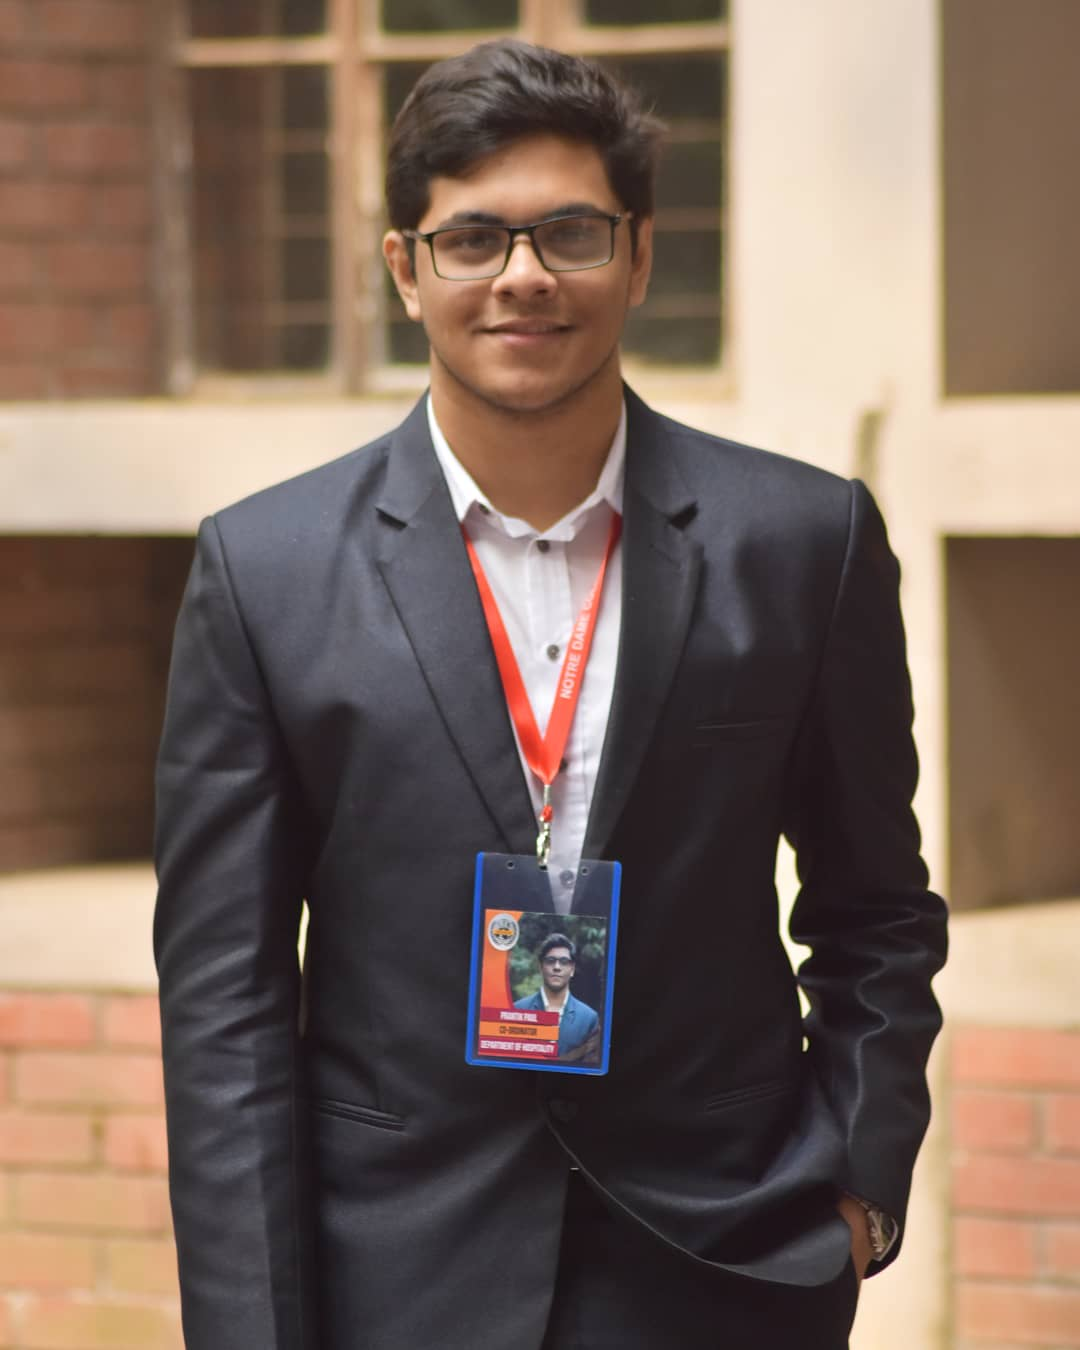 NOTRE DAME
PRANTIK PAUL
CO-ORDINATOR
DEPARTMENT OF HOSPITALITY